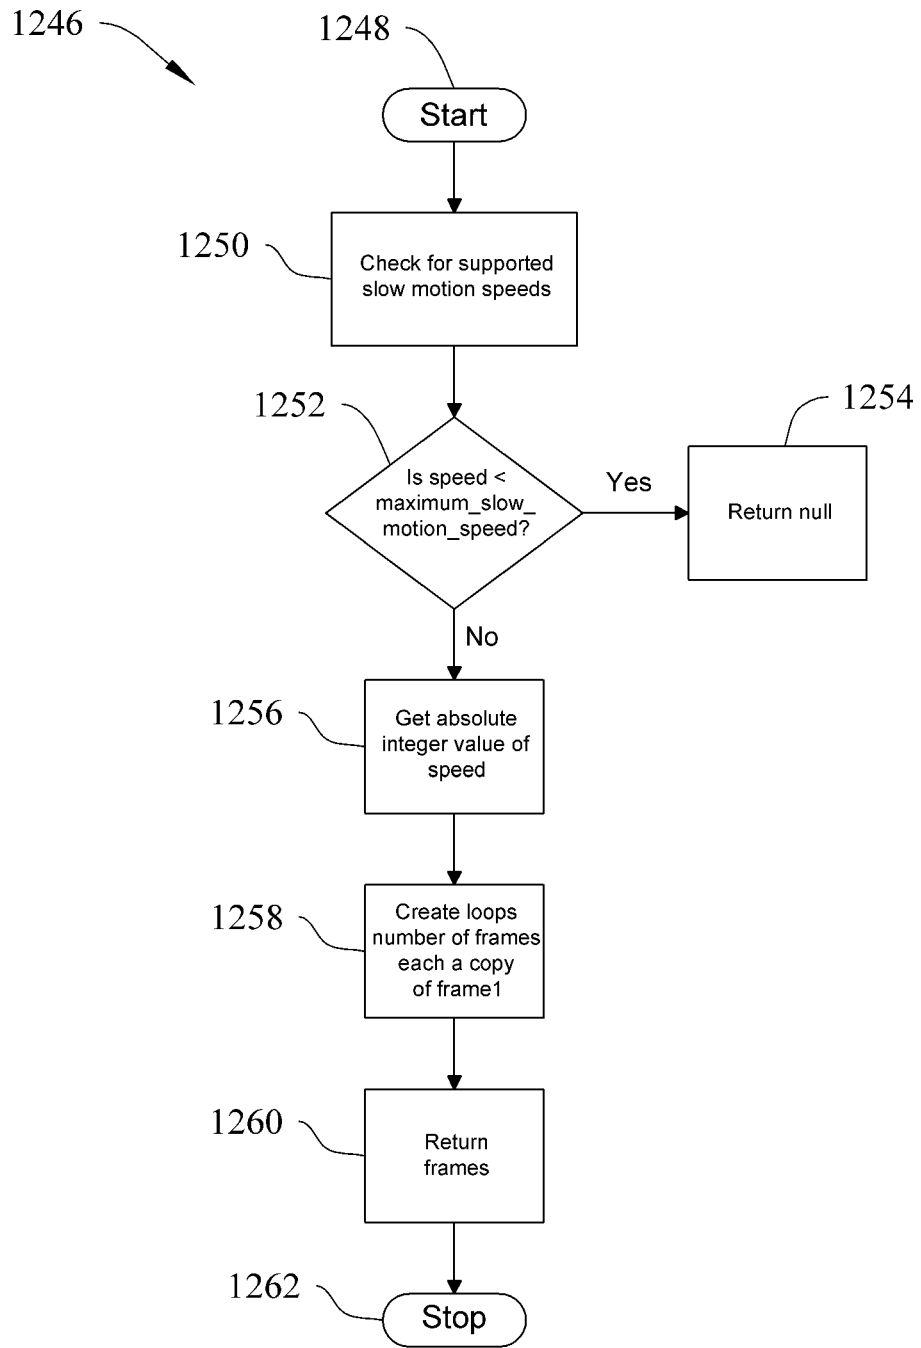 1246
1248
Start
1250
Check for supported
slow motion speeds
1252
1254
Is speed <
maximum_slow_
motion_speed?
Yes
Return null
No
1256
Get absolute
integer value of
speed
1258
Create loops
number of frames
each a copy
of frame1
1260
Return
frames
1262
Stop